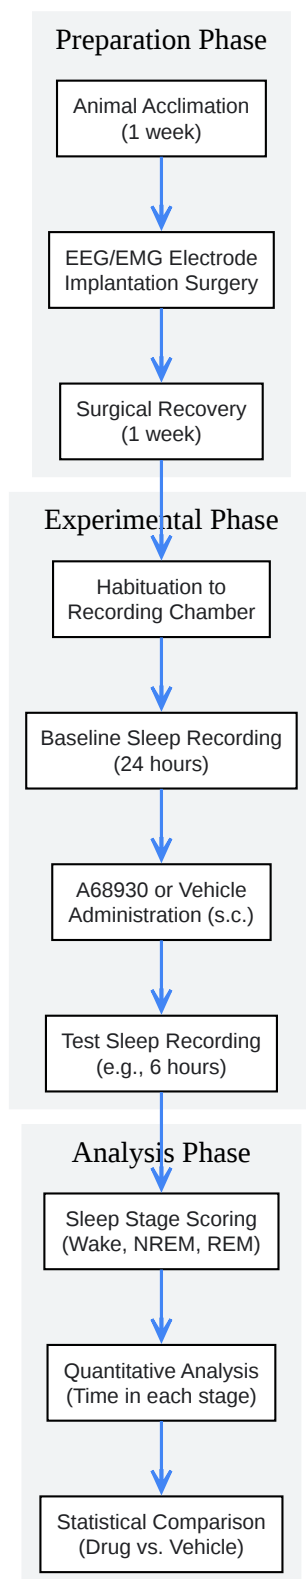 Preparation Phase
Animal Acclimation
(1 week)
EEG/EMG Electrode
Implantation Surgery
Surgical Recovery
(1 week)
Experimental Phase
Habituation to
Recording Chamber
Baseline Sleep Recording
(24 hours)
A68930 or Vehicle
Administration (s.c.)
Test Sleep Recording
(e.g., 6 hours)
Analysis Phase
Sleep Stage Scoring
(Wake, NREM, REM)
Quantitative Analysis
(Time in each stage)
Statistical Comparison
(Drug vs. Vehicle)